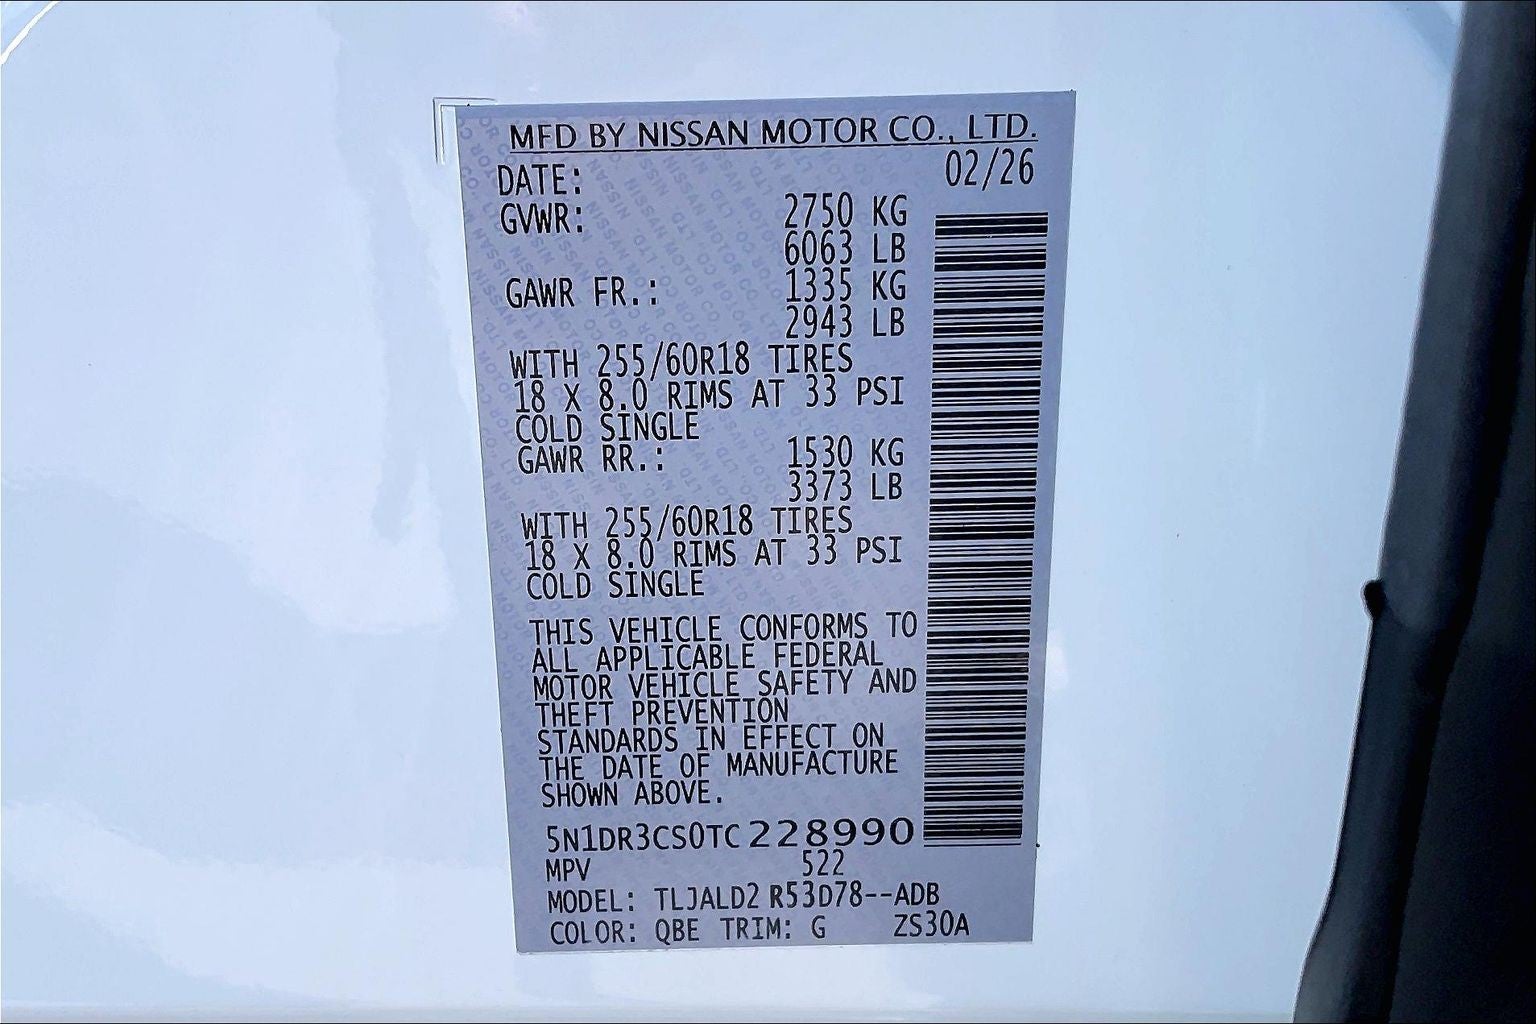 MFD BY NISSAN MOTOR CO., LTD.
DATE: 02/26
GVWR: 2750 KG
6063 LB
GAWR FR.: 1335 KG
2943 LB
WITH 255/60R18 TIRES
18 X 8.0 RIMS AT 33 PSI
COLD SINGLE
GAWR RR.: 1530 KG
3373 LB
WITH 255/60R18 TIRES
18 X 8.0 RIMS AT 33 PSI
COLD SINGLE
THIS VEHICLE CONFORMS TO
ALL APPLICABLE FEDERAL
MOTOR VEHICLE SAFETY AND
THEFT PREVENTION
STANDARDS IN EFFECT ON
THE DATE OF MANUFACTURE
SHOWN ABOVE.
5N1DR3CS0TC228990
MPV 522
MODEL: TLJALD2 R53D78--ADB
COLOR: QBE TRIM: G ZS30A